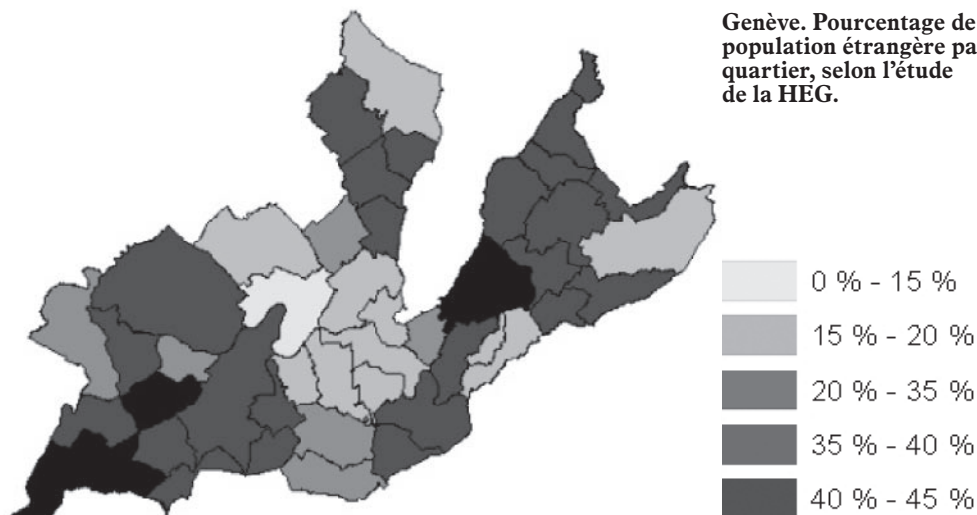 Genève. Pourcentage de
population étrangère pa
quartier, selon l’étude
de la HEG.
0 % - 15 %
15 % - 20 %
20 % - 35 %
35 % - 40 %
40 % - 45 %